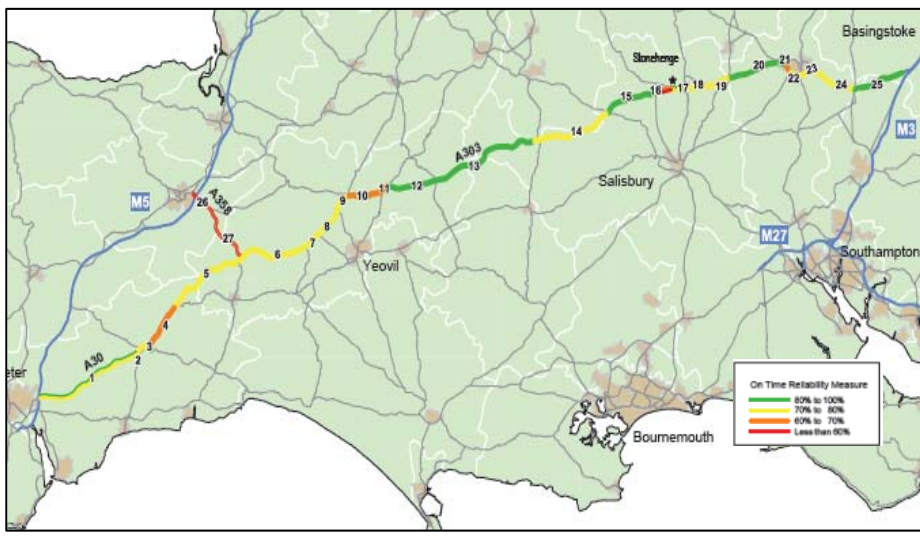 Basingstoke
Stonehenge
21
20
23
22
15
16
17
18
19
24
25
M3
14
A303
13
12
11
10
9
Salisbury
M5
26
A358
27
8
7
6
5
Yeovil
M27
Southampton
4
3
2
A30
1
eter
Bournemouth
On Time Reliability Measure
80% to 100%
70% to 80%
60% to 70%
Less than 60%